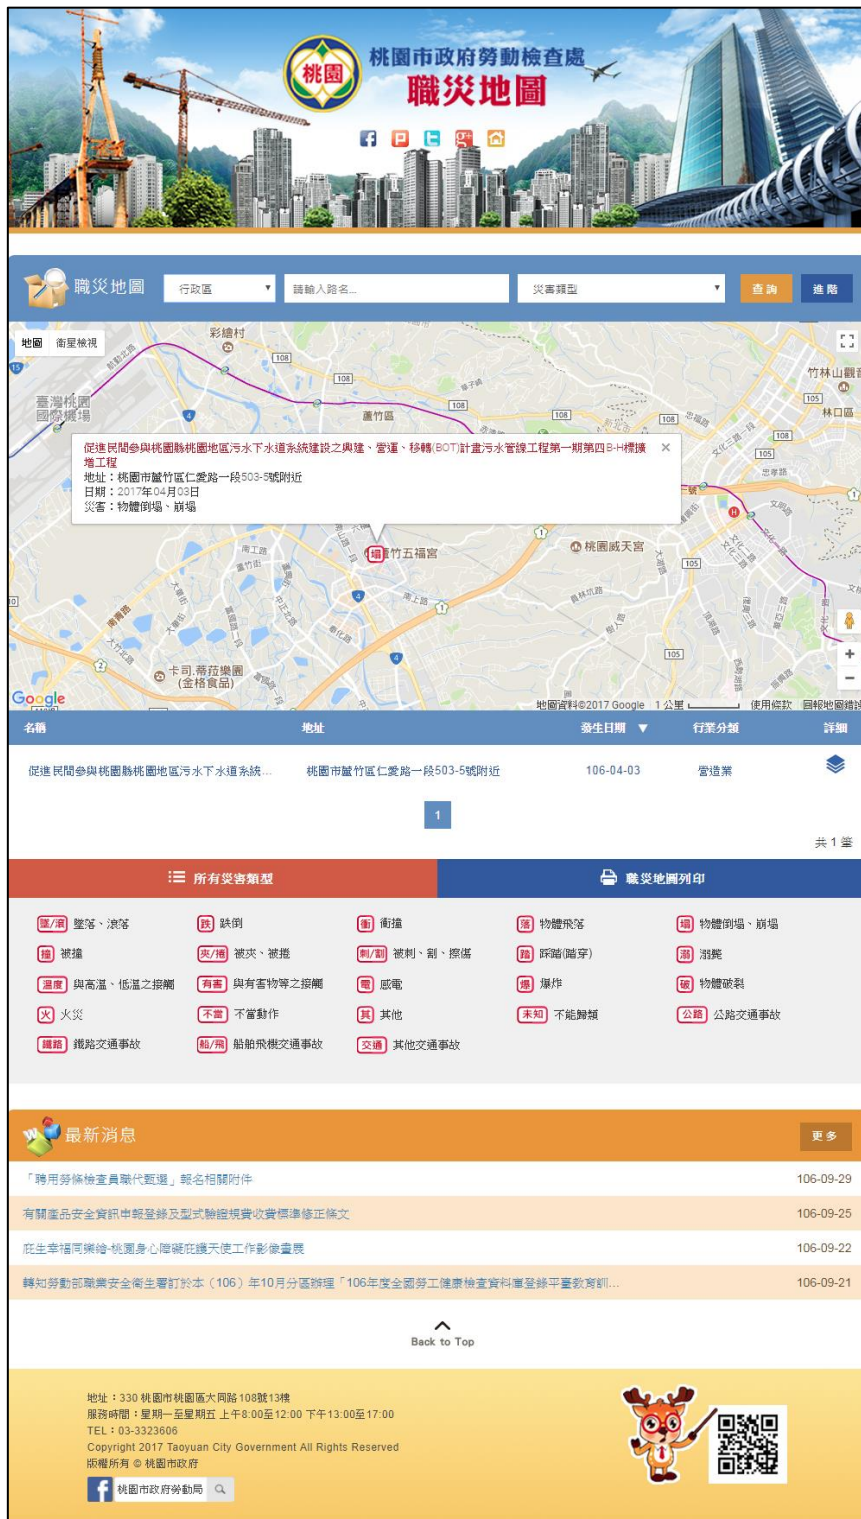 桃園
桃園市政府勞動檢查處
職災地圖
職災地圖
行政區
請輸入路名...
災害類型
查詢
進階
地圖
衛星檢視
彩繪村
108
竹林山觀音
臺灣桃園
國際機場
蘆竹區
林口區
促進民間參與桃園縣桃園地區污水下水道系統建設之興建、營運、移轉(BOT)計畫污水管線工程第一期第四B-H標擴
增工程
地址：桃園市蘆竹區仁愛路一段503-5號附近
日期：2017年04月03日
災害：物體倒塌、崩塌
塌
蘆竹五福宮
桃園威天宮
南工路
南上路
105
卡司.蒂菈樂園
(金格食品)
Google
地圖資料©2017 Google
1 公里
使用條款
回報地圖錯誤
名稱 地址 發生日期 ▼ 行業分類 詳細
促進民間參與桃園縣桃園地區污水下水道系統... 桃園市蘆竹區仁愛路一段503-5號附近 106-04-03 營造業
1
共 1 筆
所有災害類型 職災地圖列印
墜/滾 墜落、滾落 跌 跌倒 衝 衝撞 落 物體飛落 塌 物體倒塌、崩塌
撞 被撞 夾/捲 被夾、被捲 刺/割 被刺、割、擦傷 踏 踩踏(踏穿) 溺 溺斃
溫度 與高溫、低溫之接觸 有害 與有害物等之接觸 電 感電 爆 爆炸 破 物體破裂
火 火災 不當 不當動作 其 其他 未知 不能歸類 公路 公路交通事故
鐵路 鐵路交通事故 船/飛 船舶飛機交通事故 交通 其他交通事故
最新消息
更多
「聘用勞條檢查員職代甄選」報名相關附件 106-09-29
有關產品安全資訊申報登錄及型式驗證規費收費標準修正條文 106-09-25
庇生幸福同樂繪-桃園身心障礙庇護天使工作影像畫展 106-09-22
轉知勞動部職業安全衛生署訂於本（106）年10月分區辦理「106年度全國勞工健康檢查資料庫登錄平臺教育訓... 106-09-21
Back to Top
地址：330 桃園市桃園區大同路108號13樓
服務時間：星期一至星期五 上午8:00至12:00 下午13:00至17:00
TEL：03-3323606
Copyright 2017 Taoyuan City Government All Rights Reserved
版權所有 © 桃園市政府
桃園市政府勞動局